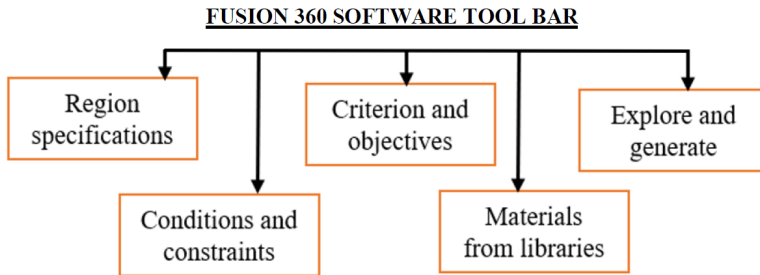 FUSION 360 SOFTWARE TOOL BAR
Region
specifications
Conditions and
constraints
Criterion and
objectives
Materials
from libraries
Explore and
generate